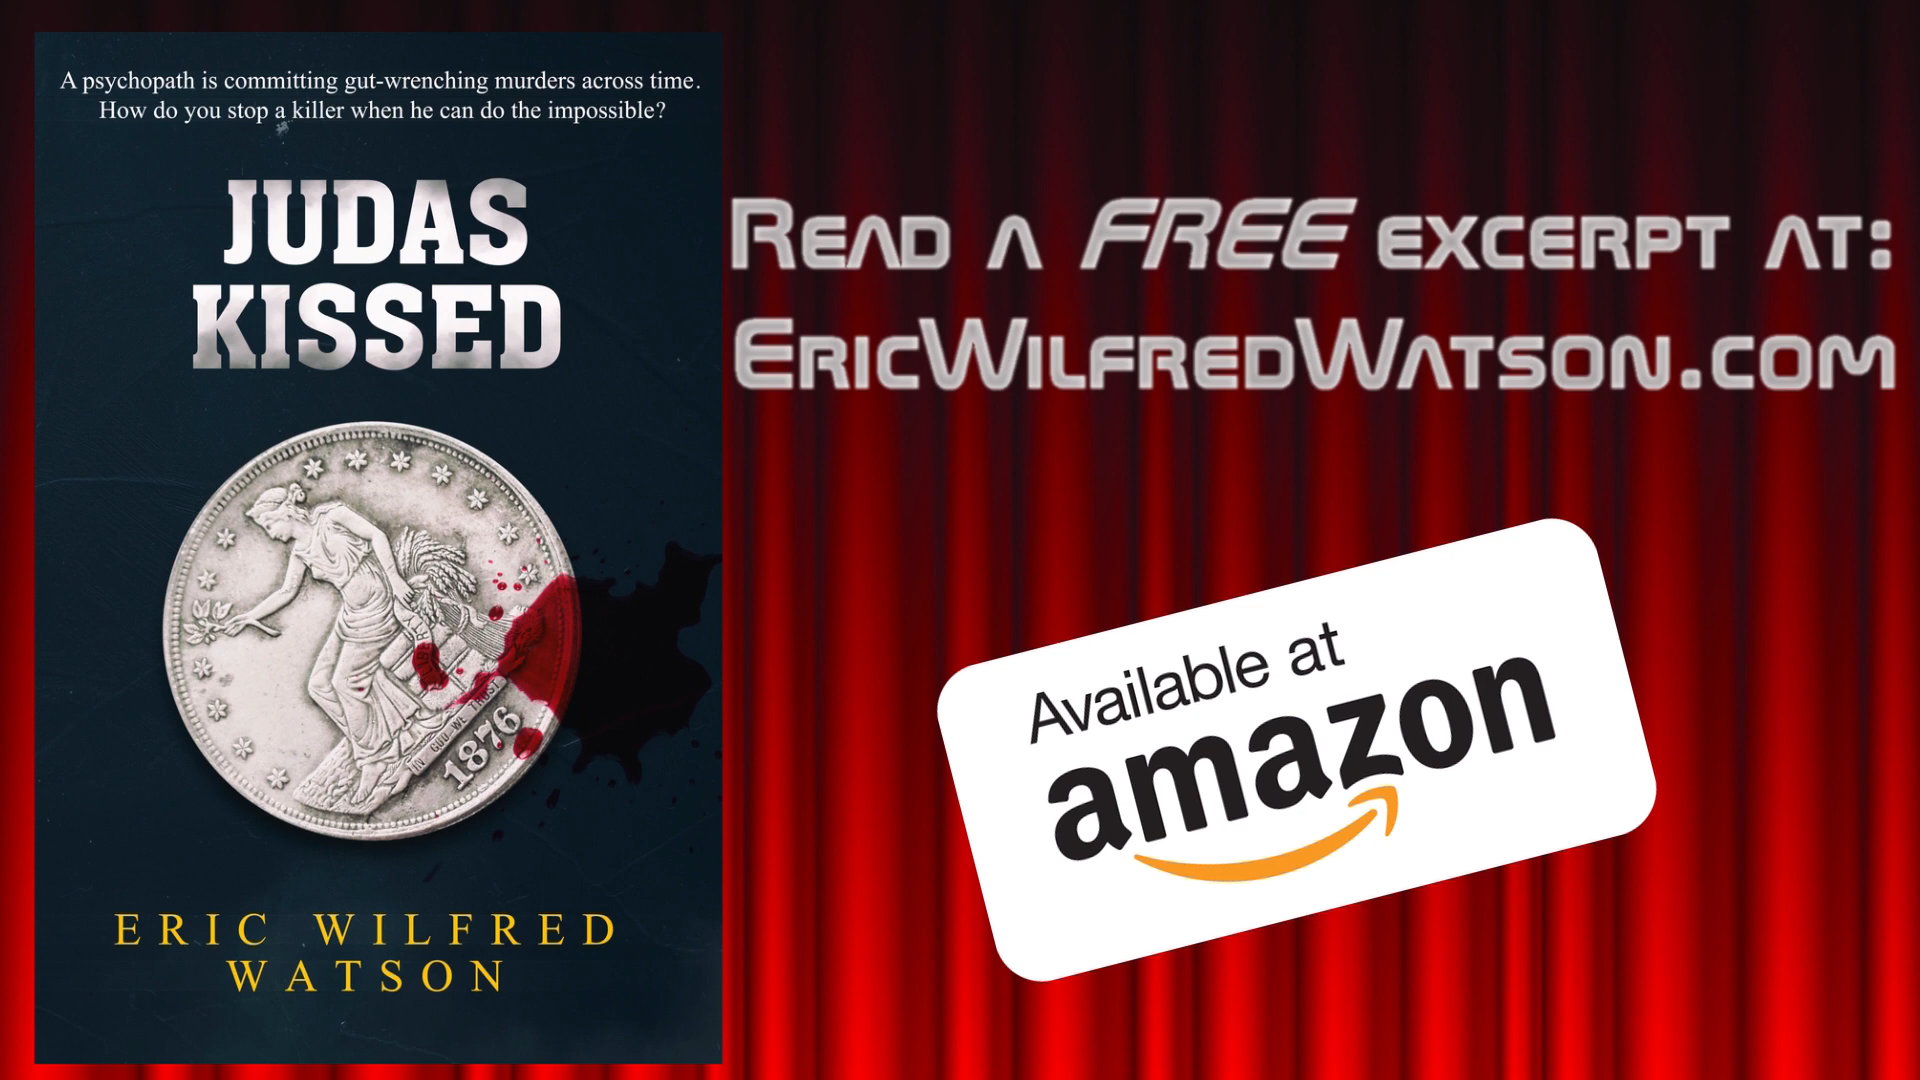 A psychopath is committing gut-wrenching murders across time.
How do you stop a killer when he can do the impossible?
JUDAS
KISSED
LIBERTY
IN GOD WE TRUST
1876
ERIC WILFRED
WATSON
READ A FREE EXCERPT AT:
ERICWILFREDWATSON.COM
Available at
amazon